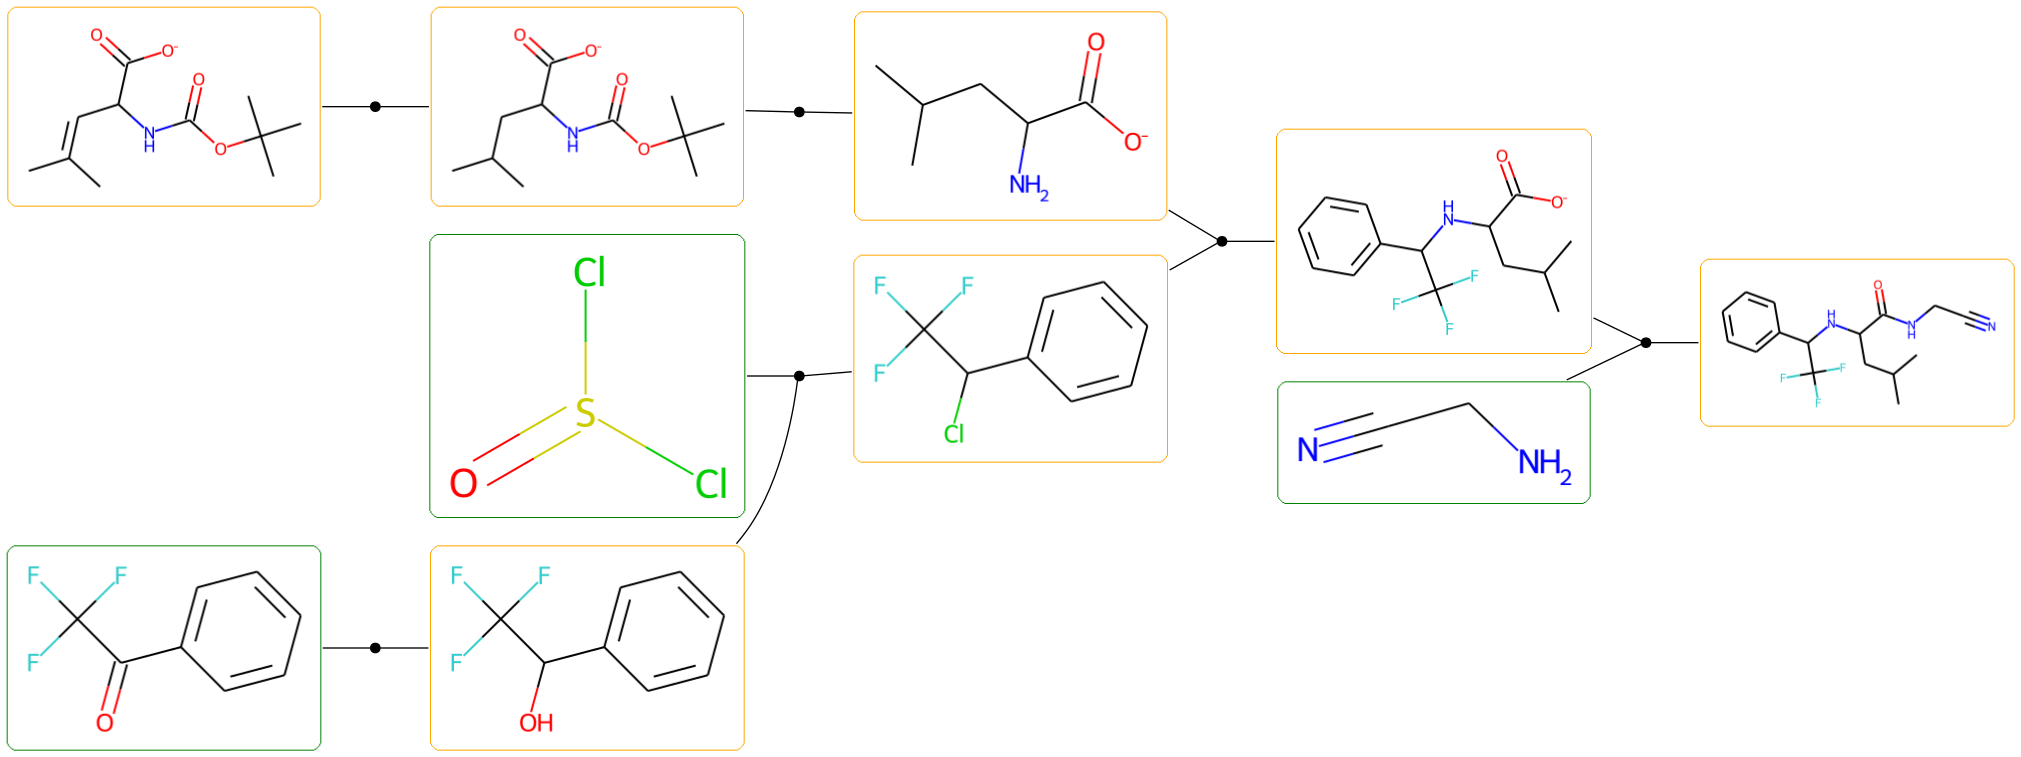 O O⁻ O N H O
O O⁻ O N H O
O O⁻ NH₂
Cl S O Cl
F F F Cl
F F F O
F F F OH
H N O O⁻ F F F
N NH₂
H N O N H N F F F